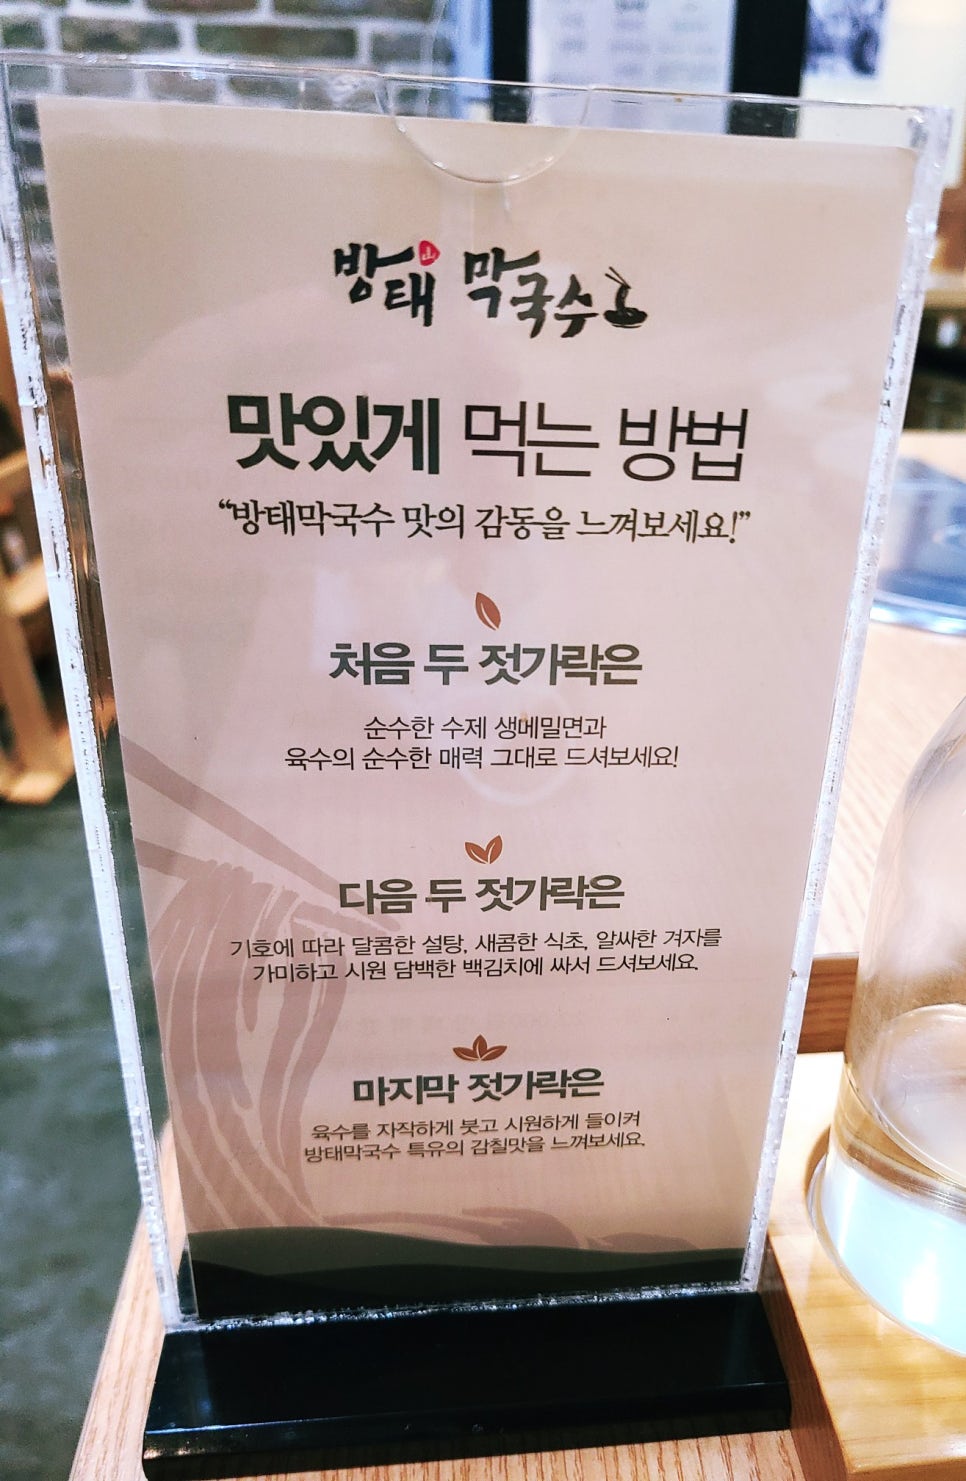 방태山 막국수
맛있게 먹는 방법
“방태막국수 맛의 감동을 느껴보세요!”
처음 두 젓가락은
순수한 수제 생메밀면과
육수의 순수한 매력 그대로 드셔보세요!
다음 두 젓가락은
기호에 따라 달콤한 설탕, 새콤한 식초, 알싸한 겨자를
가미하고 시원 담백한 백김치에 싸서 드셔보세요.
마지막 젓가락은
육수를 자작하게 붓고 시원하게 들이켜
방태막국수 특유의 감칠맛을 느껴보세요.